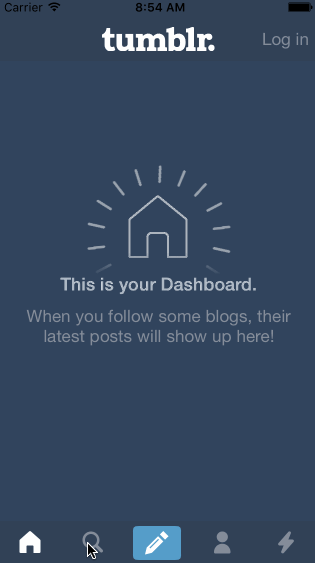 Carrier 8:54 AM
tumblr. Log in
This is your Dashboard.
When you follow some blogs, their
latest posts will show up here!